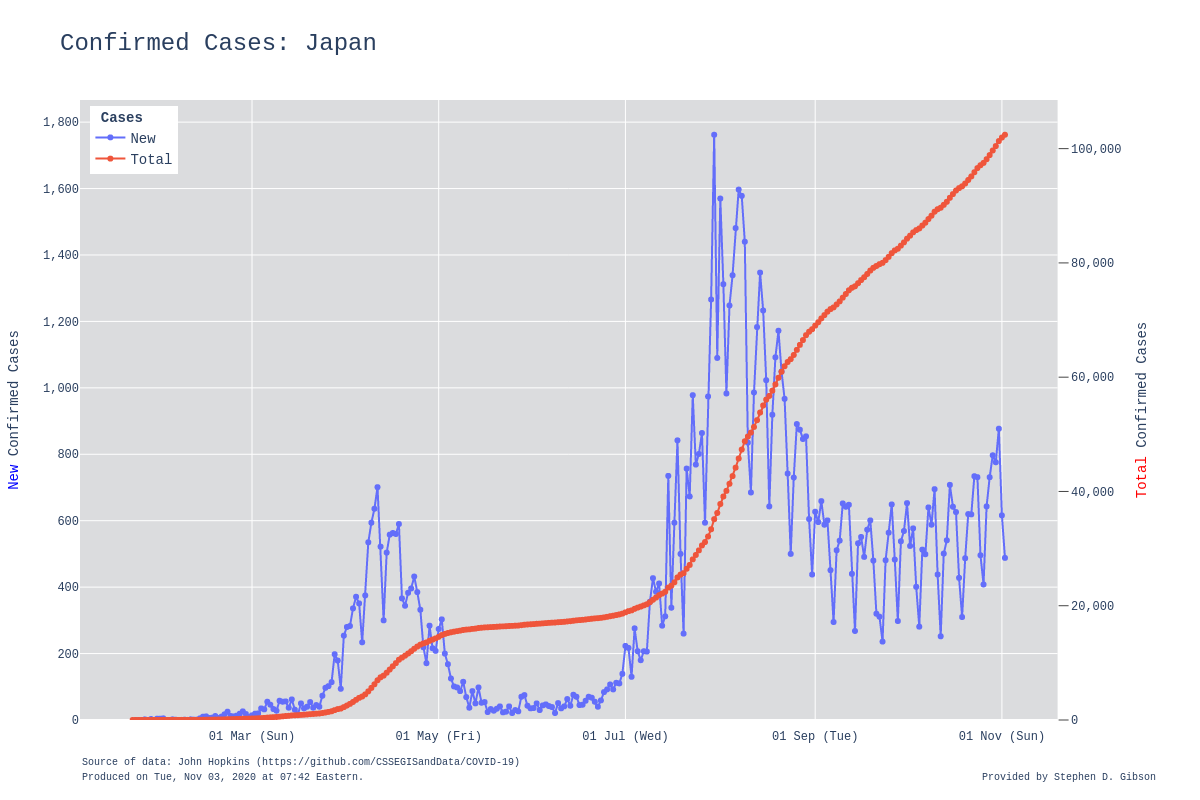 Confirmed Cases: Japan
Cases
New
Total
1,800
1,600
1,400
1,200
1,000
800
600
400
200
0
New Confirmed Cases
100,000
80,000
60,000
40,000
20,000
0
Total Confirmed Cases
01 Mar (Sun) 01 May (Fri) 01 Jul (Wed) 01 Sep (Tue) 01 Nov (Sun)
Source of data: John Hopkins (https://github.com/CSSEGISandData/COVID-19)
Produced on Tue, Nov 03, 2020 at 07:42 Eastern.
Provided by Stephen D. Gibson